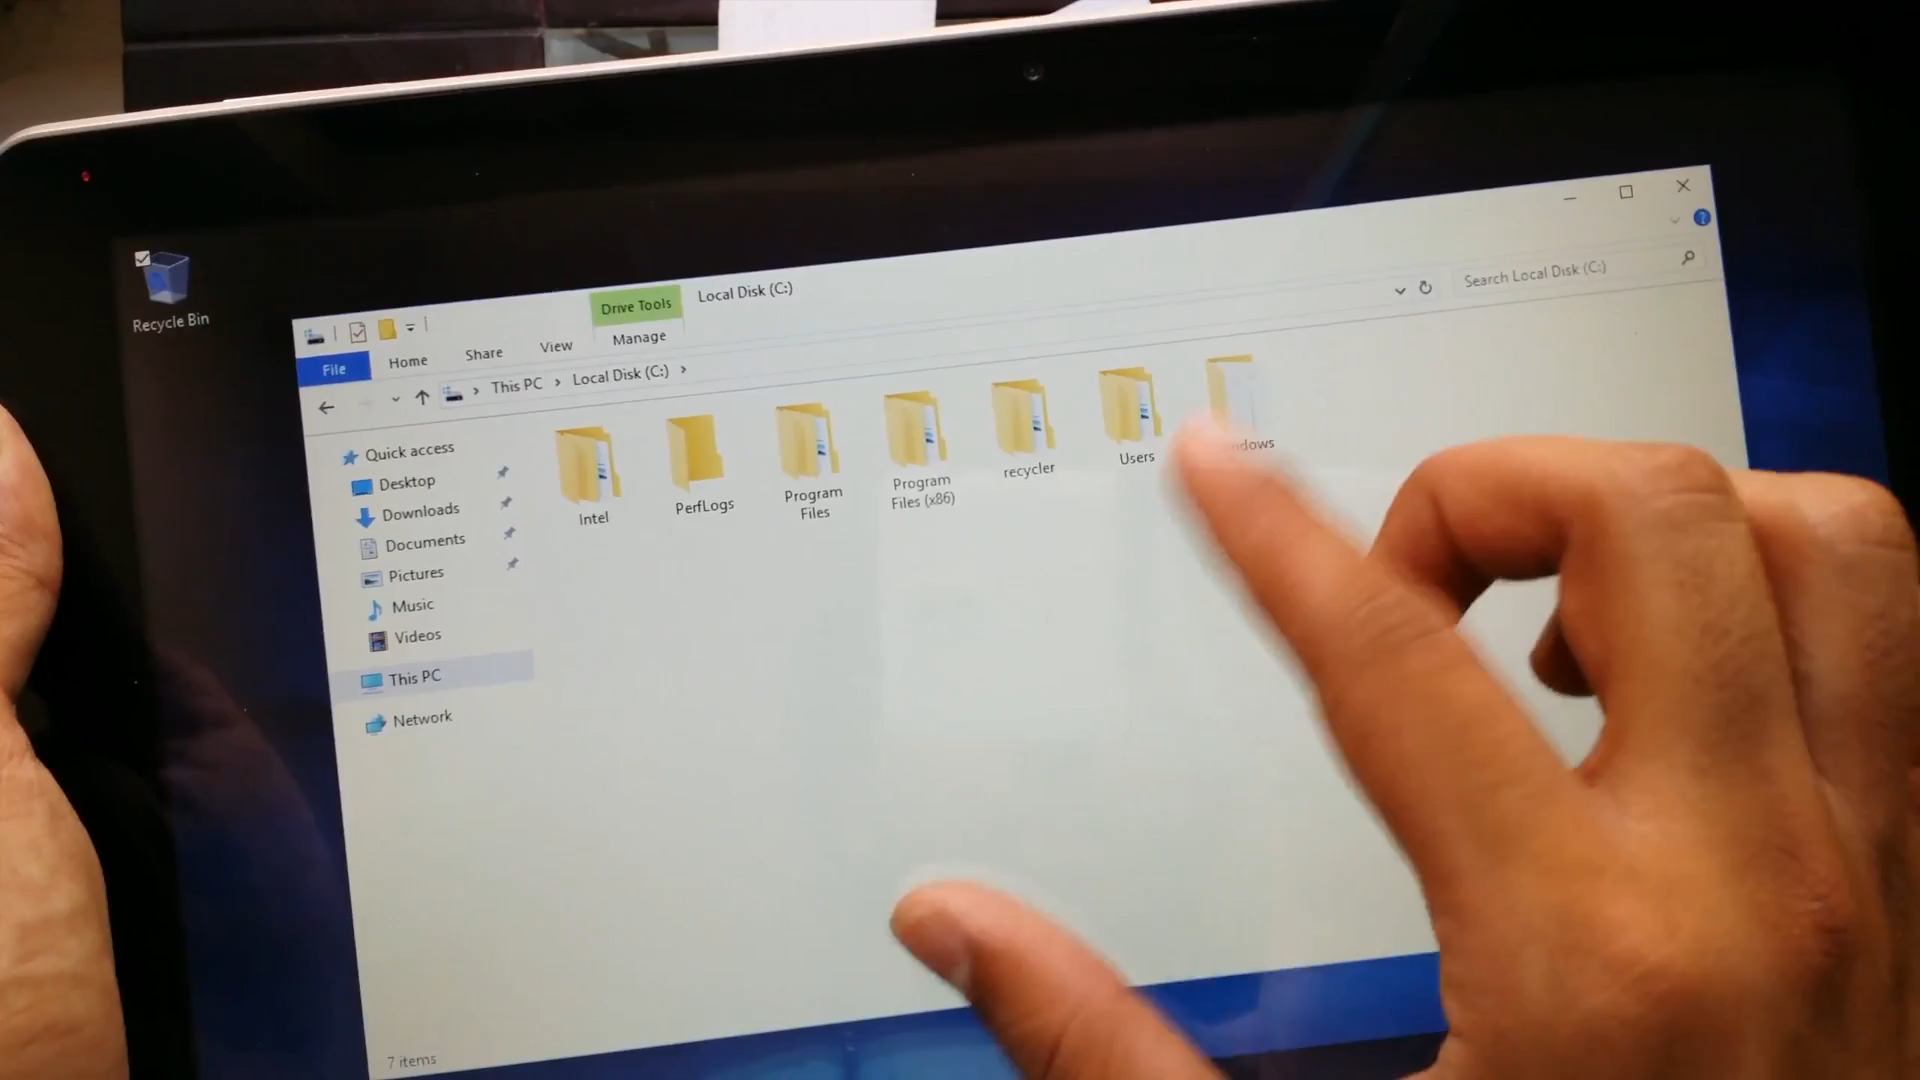 Recycle Bin
Drive Tools
Local Disk (C:)
File
Home
Share
View
Manage
This PC
Local Disk (C:)
Search Local Disk (C:)
Quick access
Desktop
Downloads
Documents
Pictures
Music
Videos
This PC
Network
Intel
PerfLogs
Program
Files
Program
Files (x86)
recycler
Users
ndows
7 items